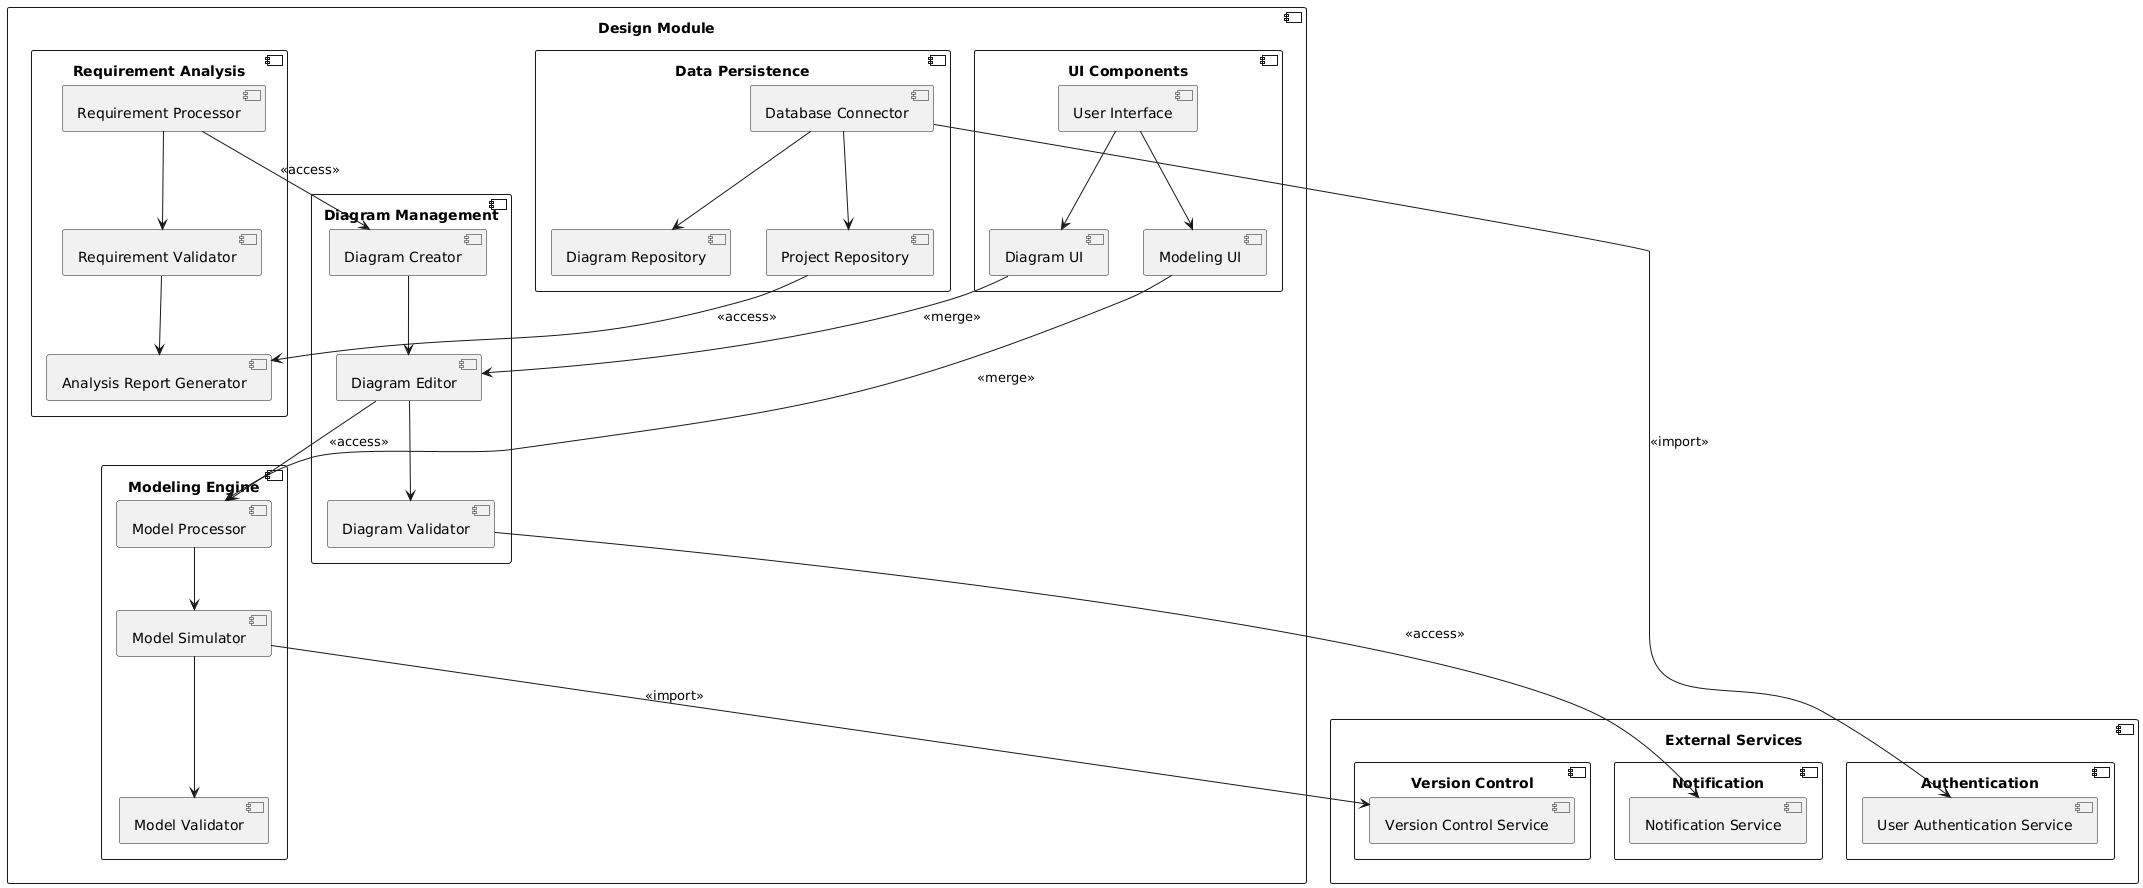 Design Module
Requirement Analysis
Data Persistence
UI Components
Requirement Processor
Database Connector
User Interface
«access»
Diagram Management
Requirement Validator
Diagram Creator
Diagram Repository
Project Repository
Diagram UI
Modeling UI
«access»
«merge»
Analysis Report Generator
Diagram Editor
«merge»
«access»
«import»
Modeling Engine
Model Processor
Diagram Validator
Model Simulator
«access»
«import»
External Services
Version Control
Notification
Authentication
Model Validator
Version Control Service
Notification Service
User Authentication Service